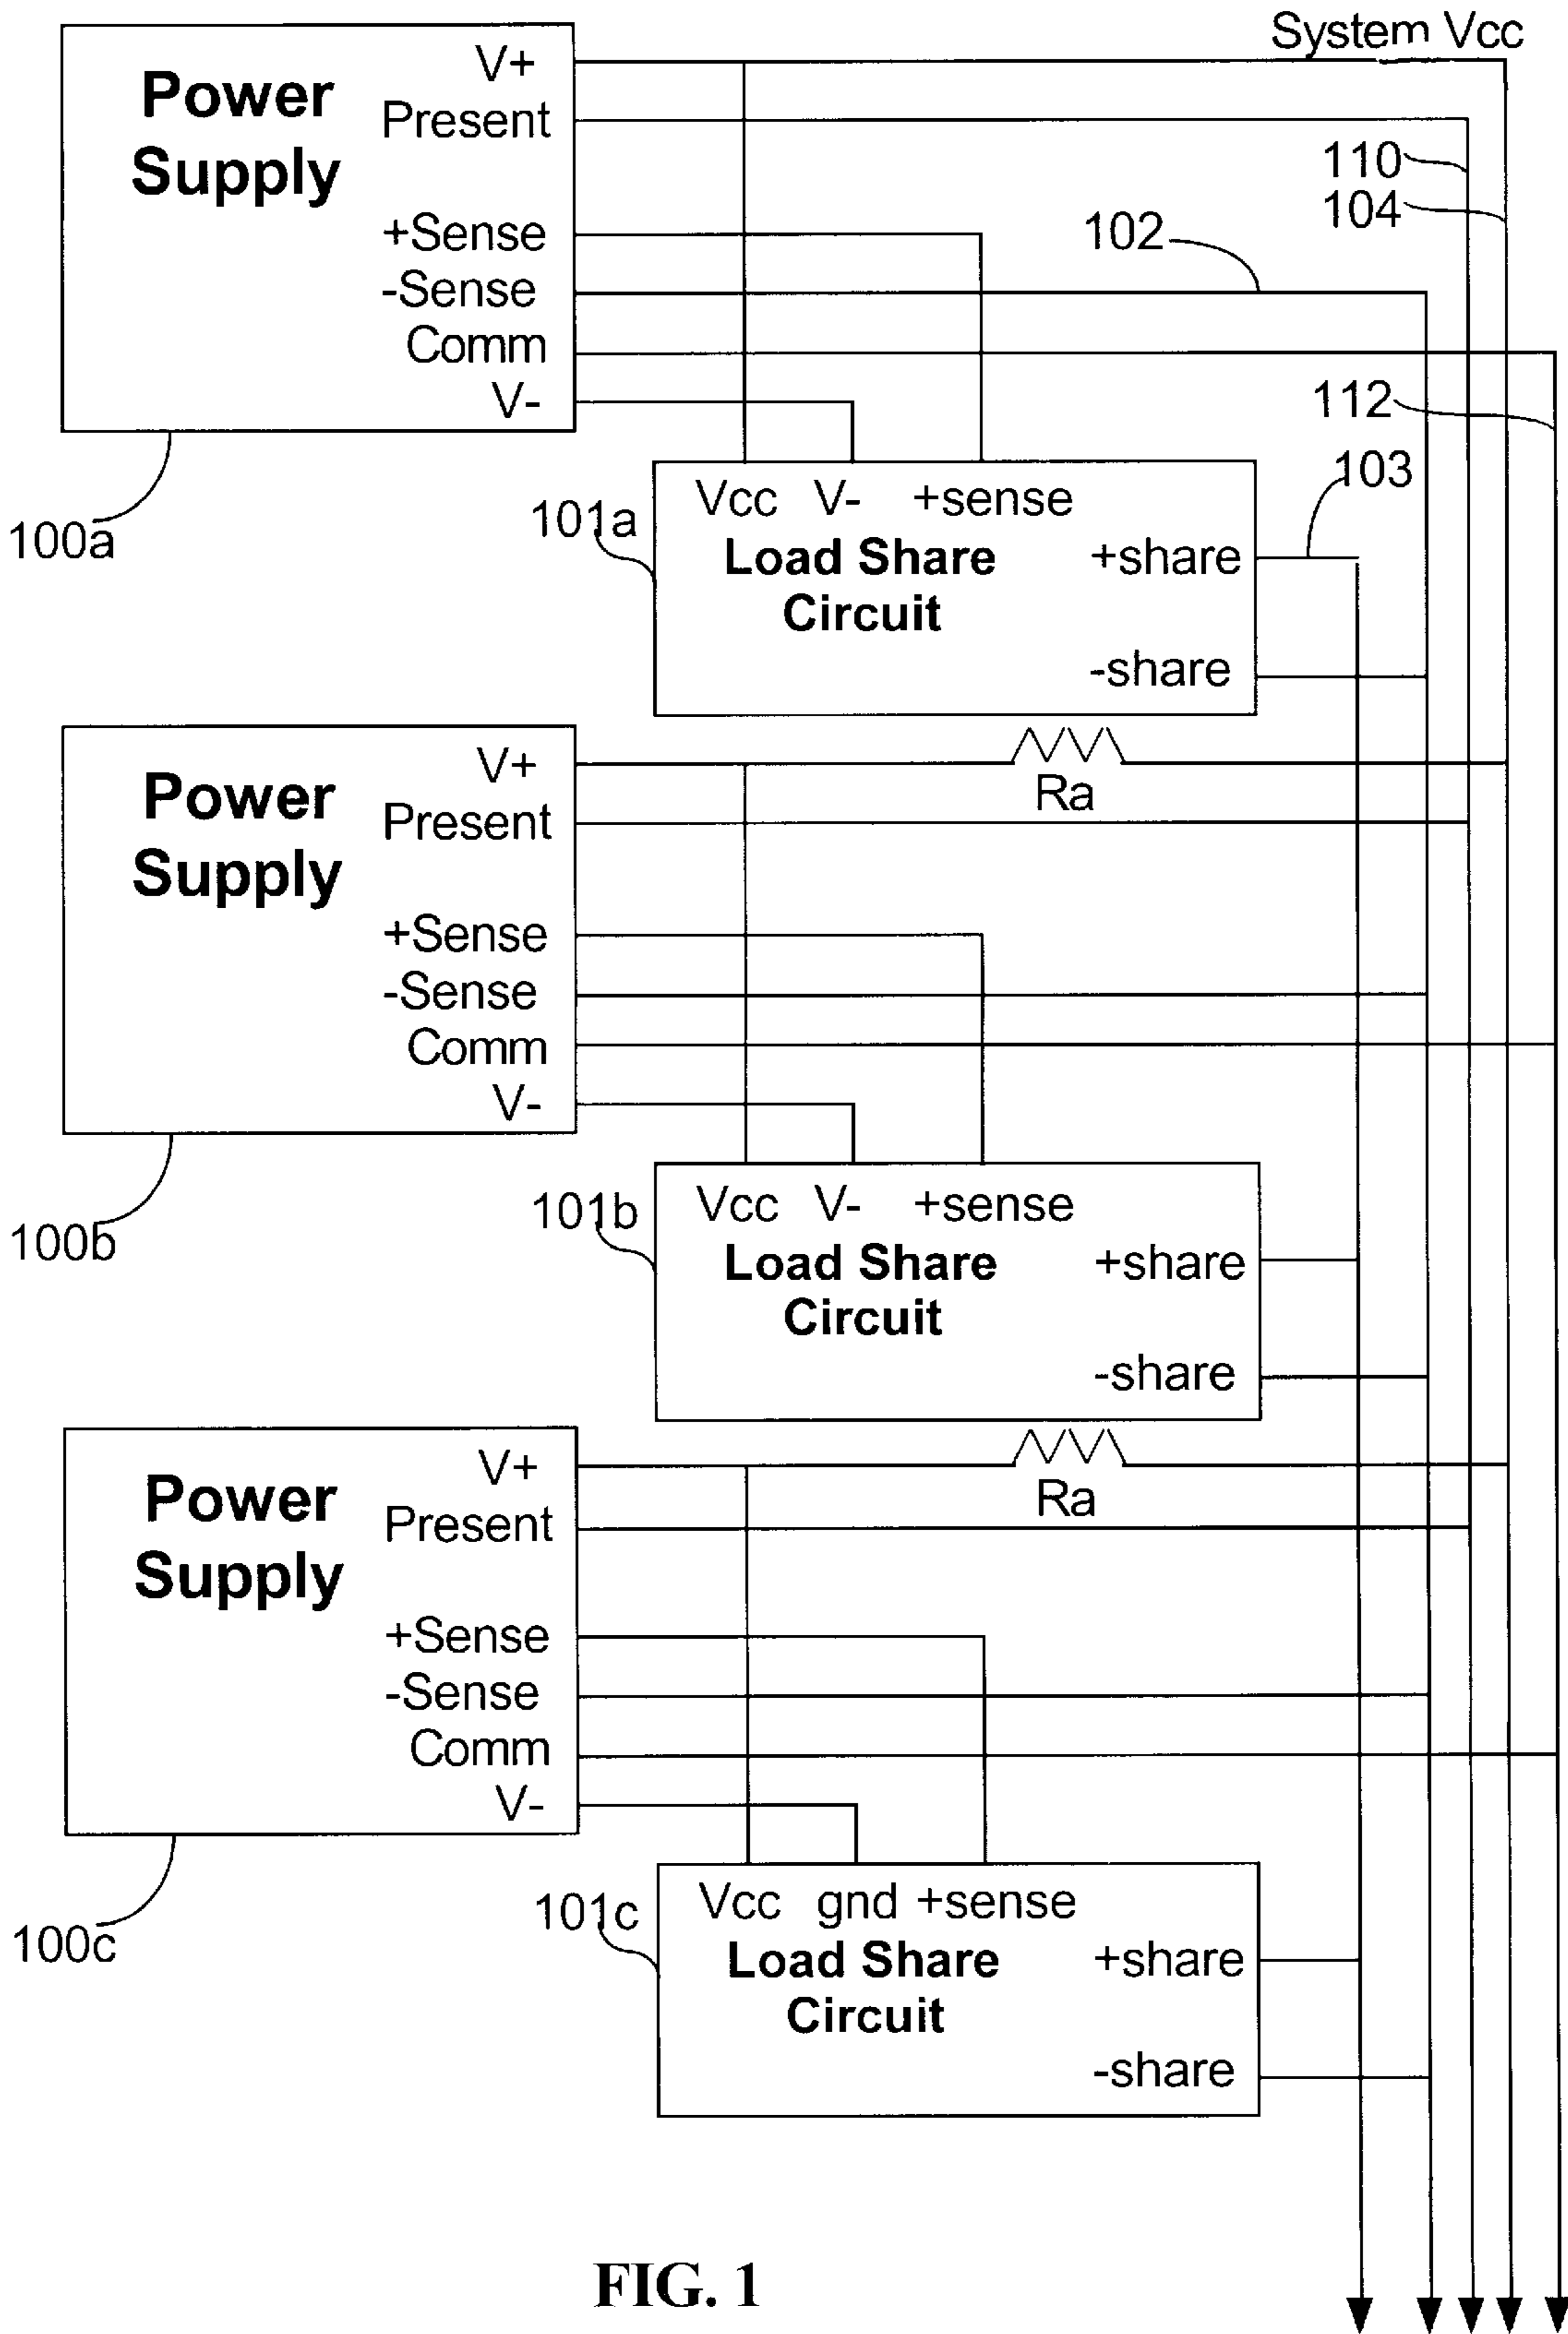 System Vcc
Power
Supply
V+
Present
+Sense
-Sense
Comm
V-
110
104
102
112
103
100a
101a
Vcc V- +sense
Load Share
Circuit
+share
-share
Ra
Power
Supply
V+
Present
+Sense
-Sense
Comm
V-
100b
101b
Vcc V- +sense
Load Share
Circuit
+share
-share
Ra
Power
Supply
V+
Present
+Sense
-Sense
Comm
V-
100c
101c
Vcc gnd +sense
Load Share
Circuit
+share
-share
FIG. 1